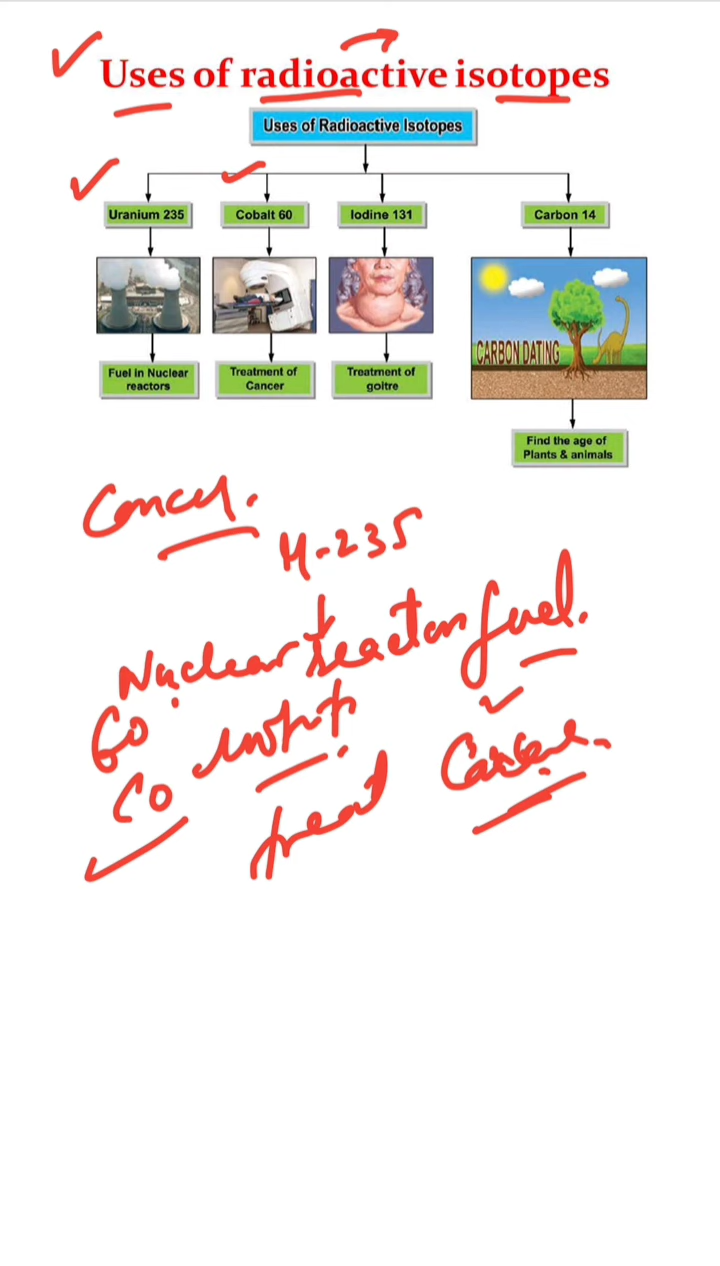 Uses of radioactive isotopes
Uses of Radioactive Isotopes
Uranium 235
Cobalt 60
Iodine 131
Carbon 14
CARBON DATING
Fuel in Nuclear
reactors
Treatment of
Cancer
Treatment of
goitre
Find the age of
Plants & animals
-235
Nuclear reactor fuel.
60
Co
treat